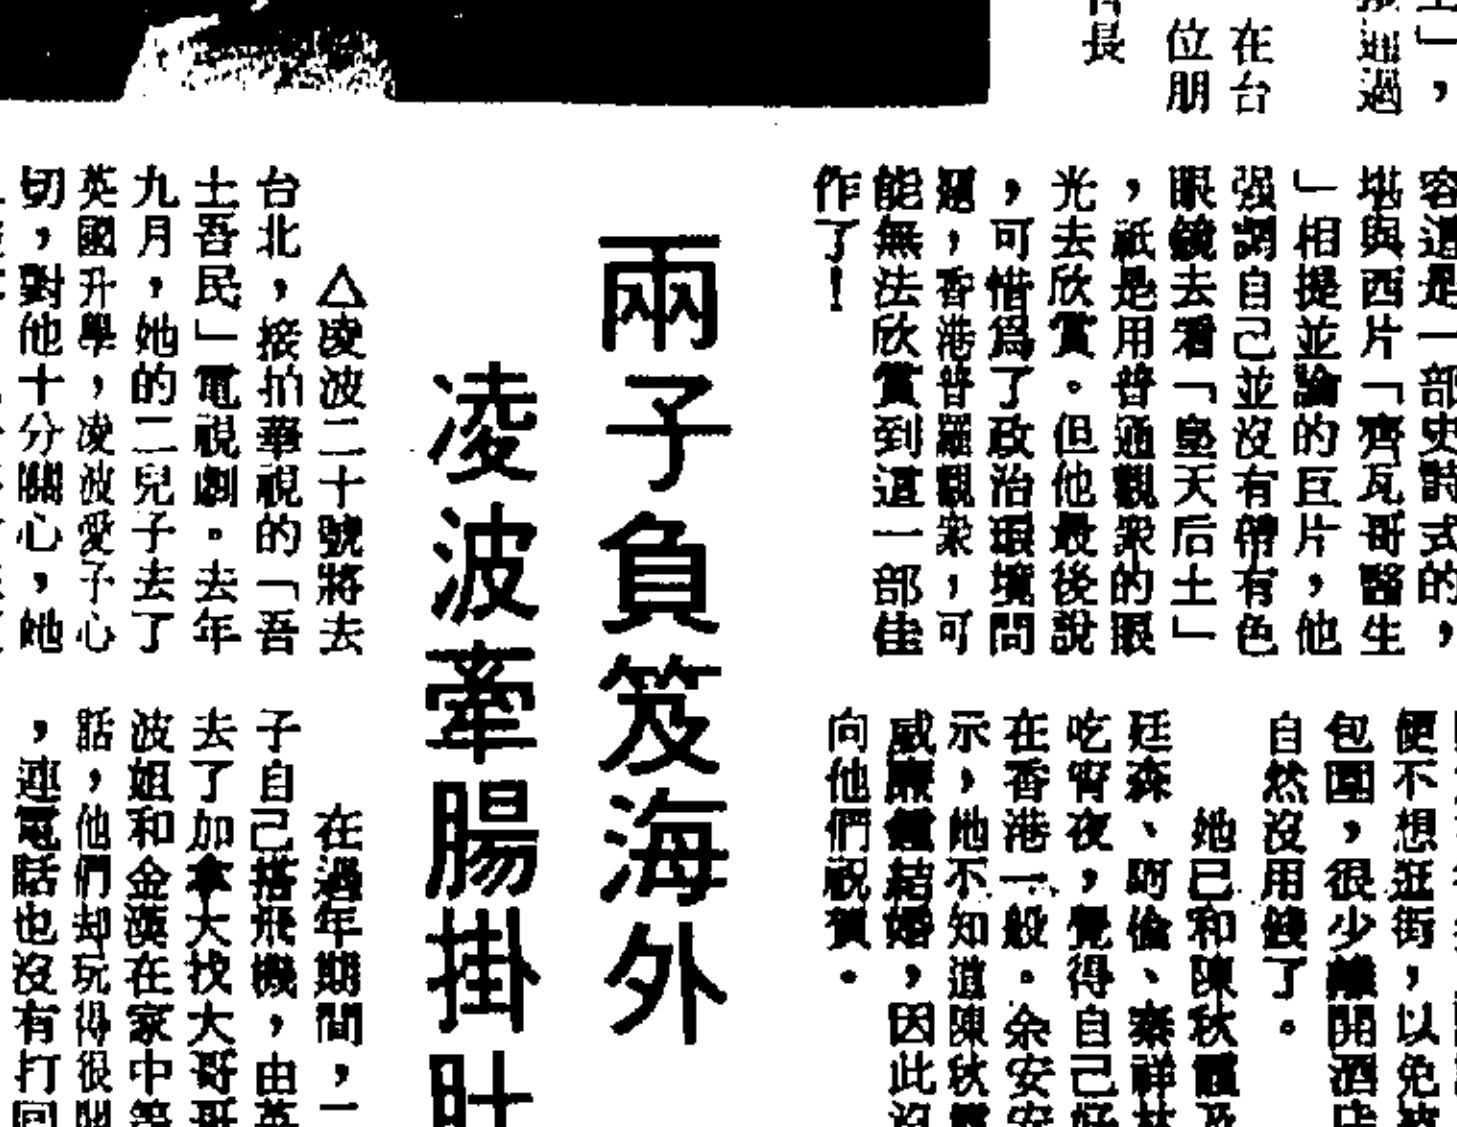 在台
位朋
長
容這是一部史詩式的，
堪與西片「齊瓦哥醫生
」相提並論的巨片，他
强調自己並沒有帶有色
眼鏡去看「皇天后土」
，祇是用普通觀衆的眼
光去欣賞。但他最後說
，可惜爲了政治環境問
題，香港普羅觀衆，可
能無法欣賞到這一部佳
作了！
便不想逛街，以免被
包圍，很少離開酒店
自然沒用錢了。
她已和陳秋霞及
廷森、阿倫、秦祥林
吃宵夜，覺得自己好
在香港一般。余安安
示，她不知道陳秋霞
威廉鍾結婚，因此沒
向他們祝賀。
兩子負笈海外
凌波牽腸掛肚
△凌波二十號將去
台北，接拍華視的「吾
土吾民」電視劇。去年
九月，她的二兒子去了
英國升學，凌波愛子心
切，對他十分關心，她
在過年期間，一
子自己搭飛機，由英
去了加拿大找大哥哥
波姐和金漢在家中等
話，他們却玩得很開
，連電話也沒有打回